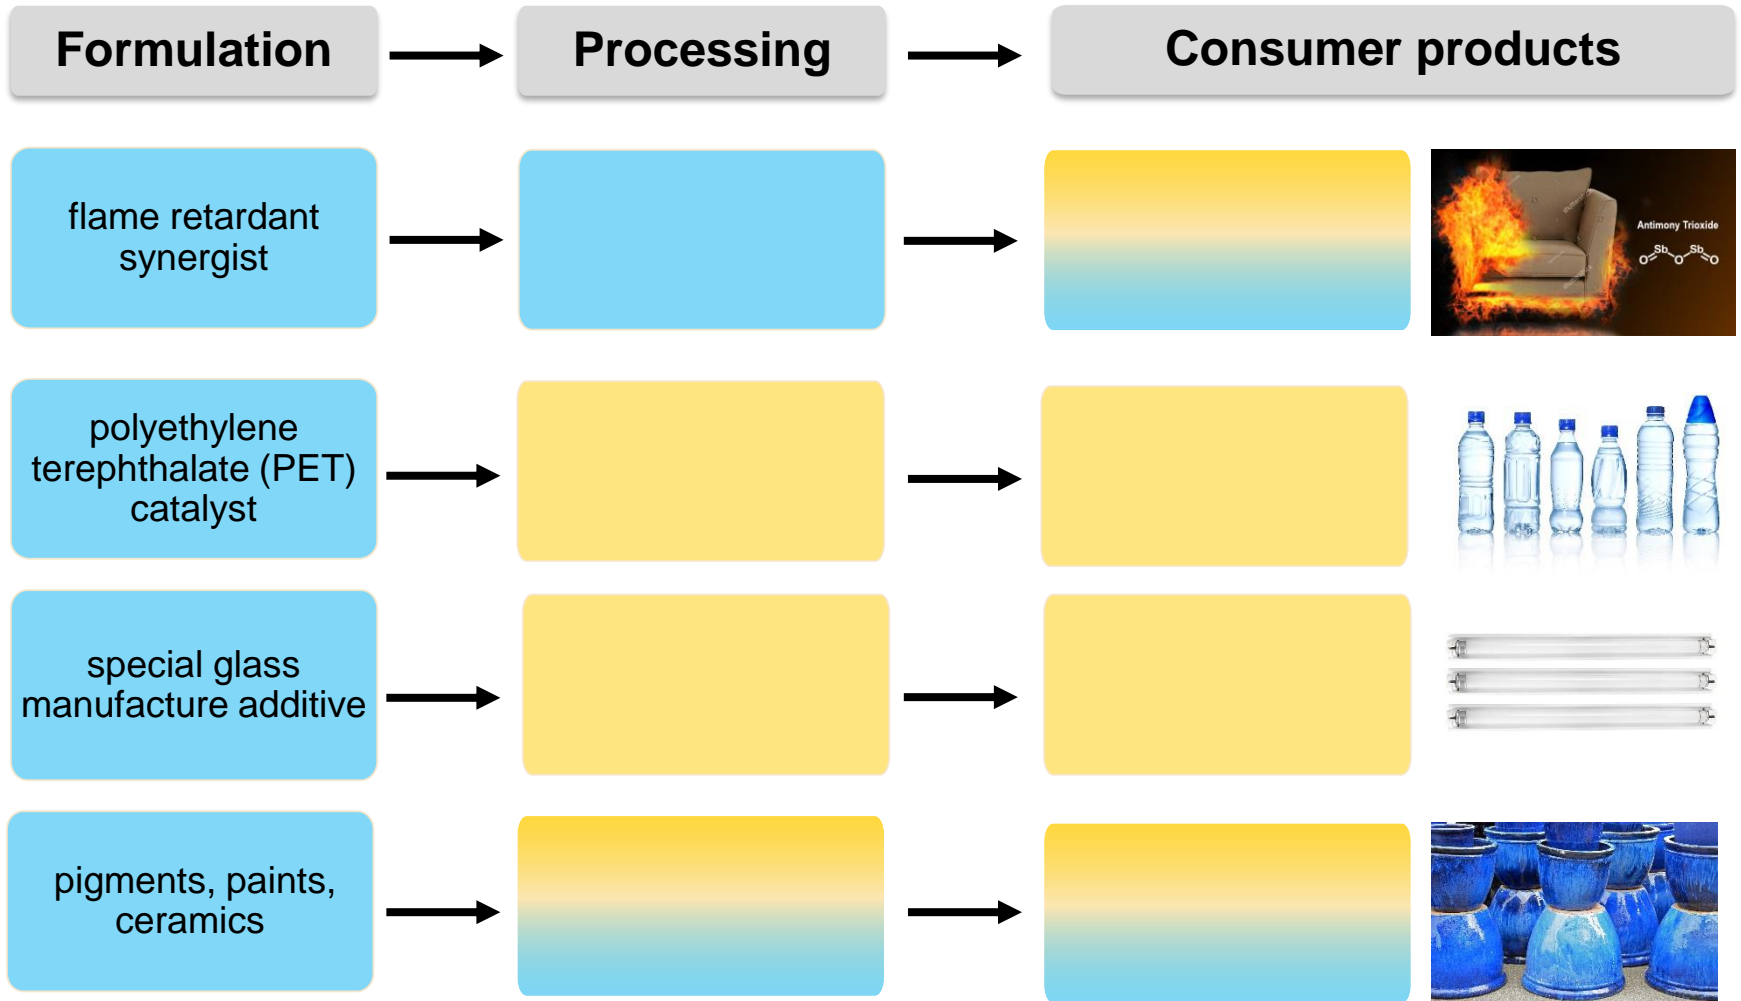 Formulation
Processing
Consumer products
flame retardant
synergist
Antimony Trioxide
Sb Sb
O O O
polyethylene
terephthalate (PET)
catalyst
special glass
manufacture additive
pigments, paints,
ceramics